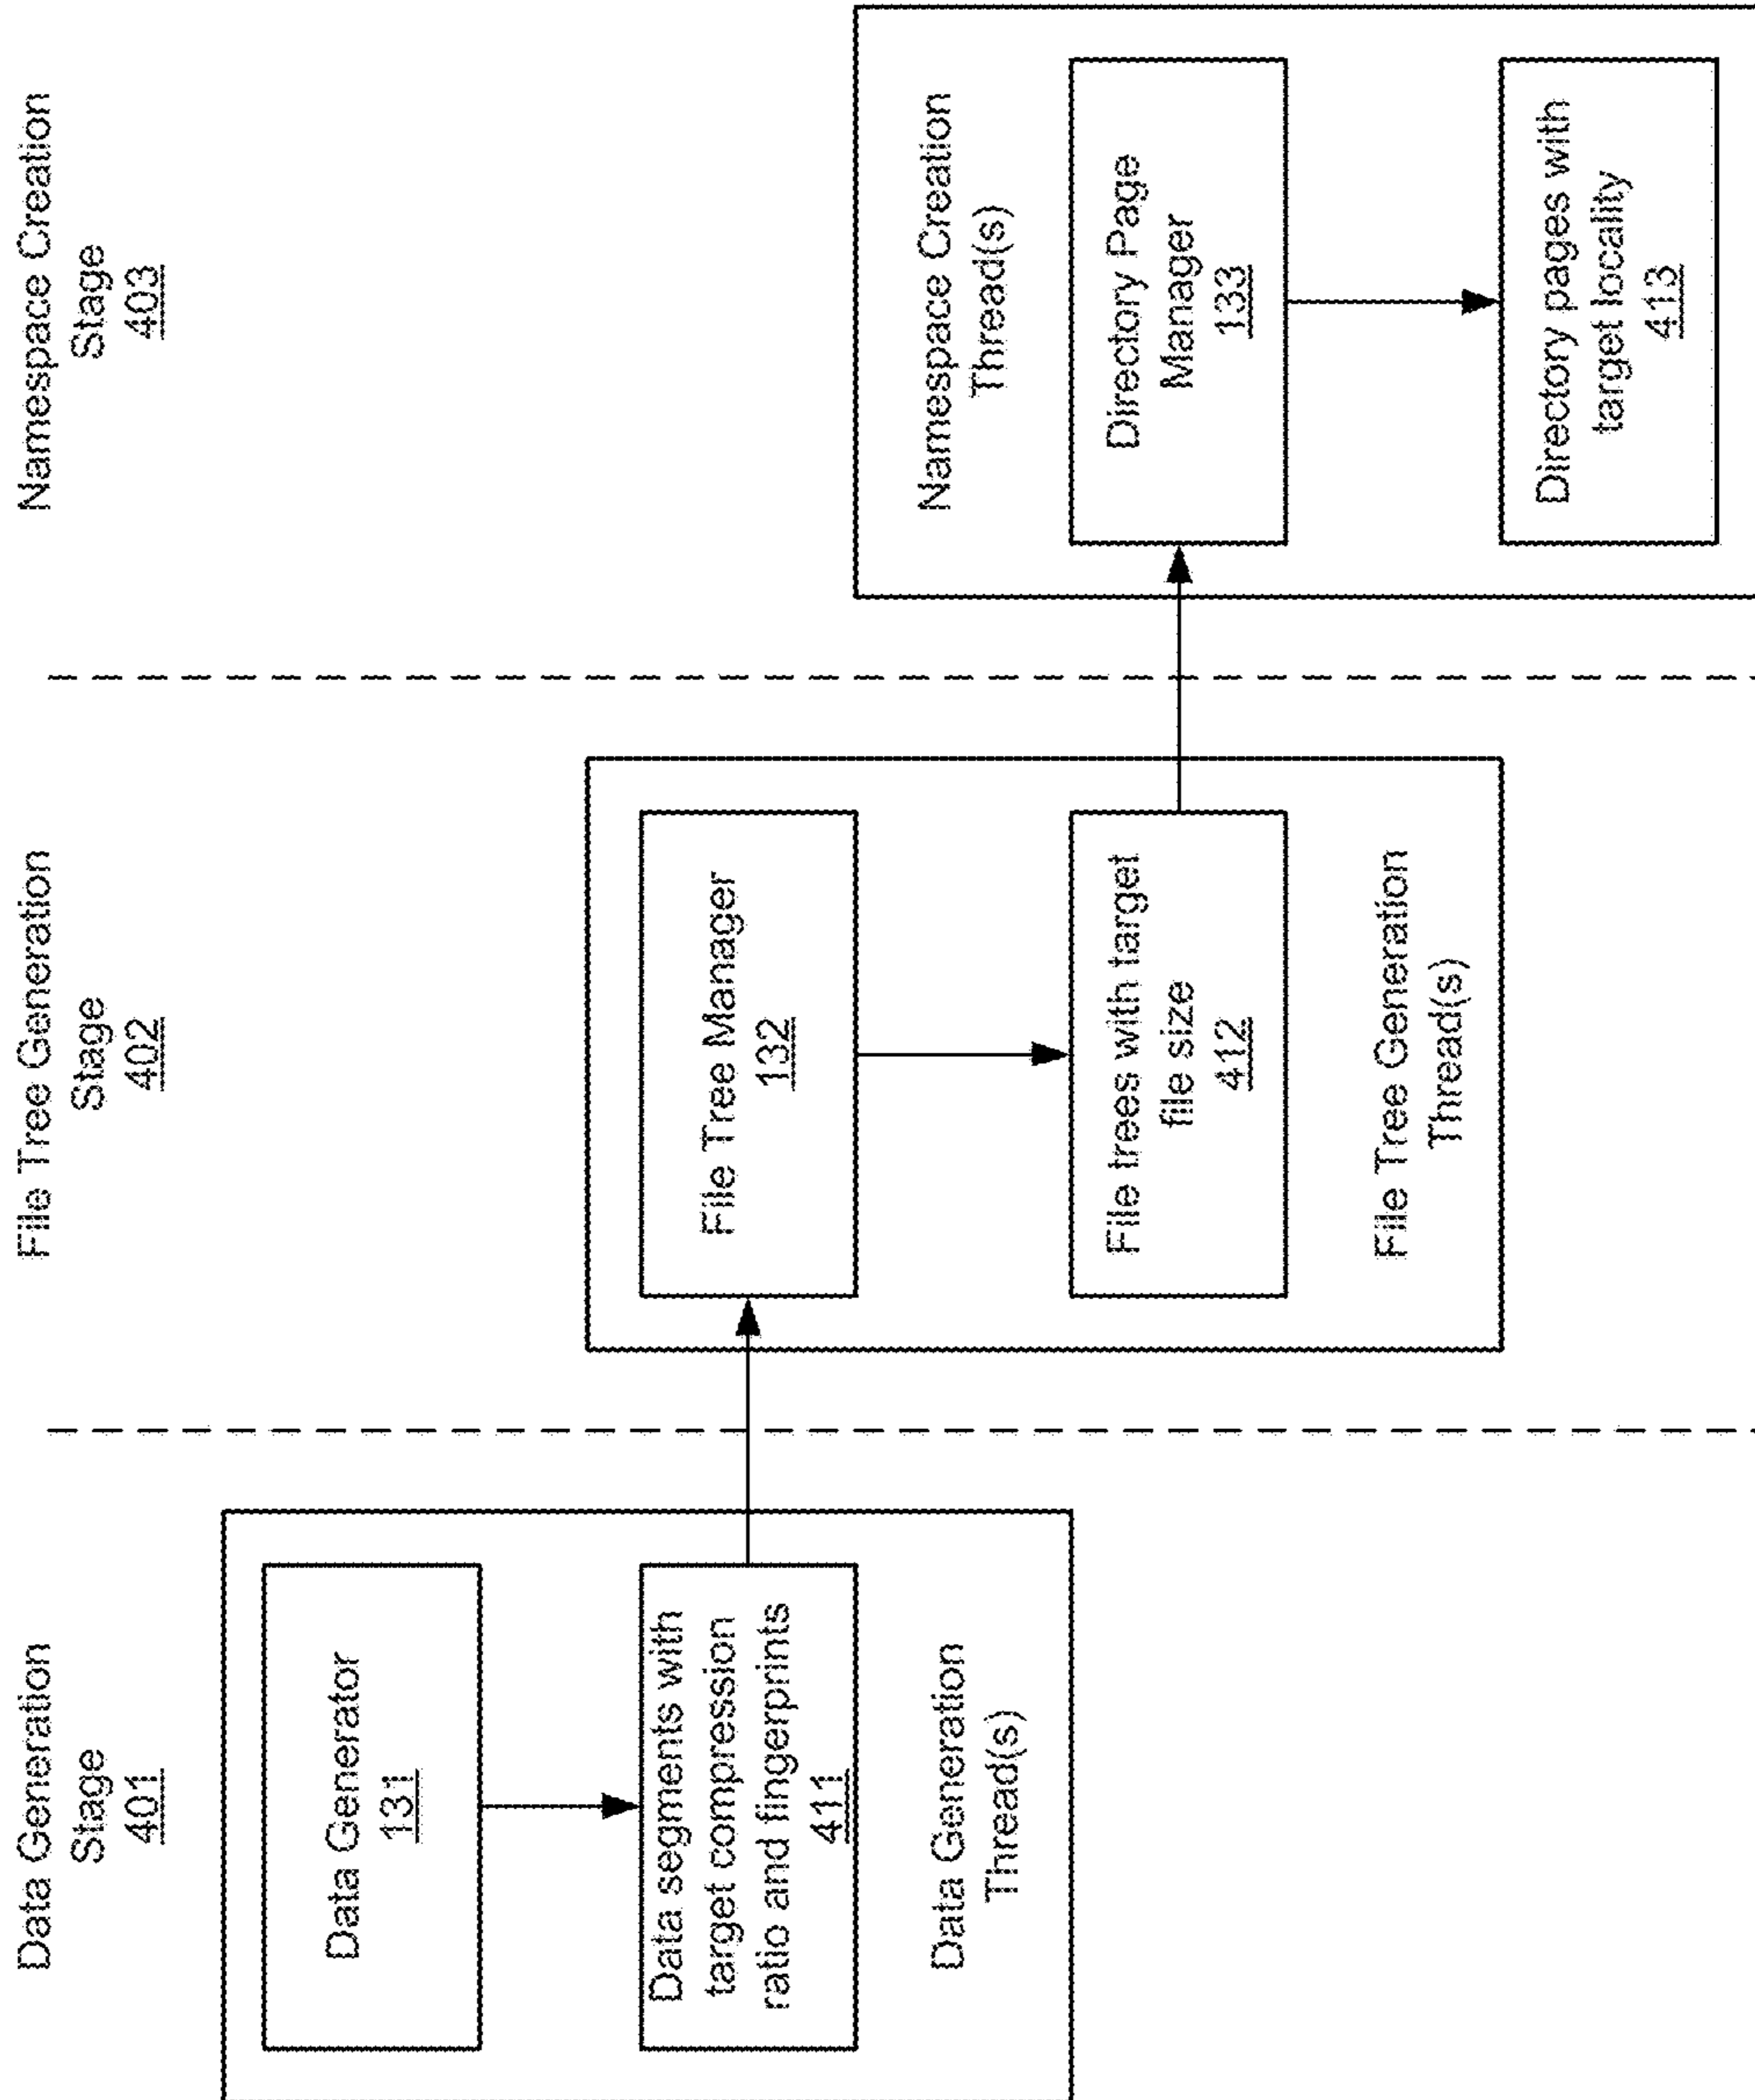 Data Generation
Stage
401
Data Generator
131
Data segments with
target compression
ratio and fingerprints
411
Data Generation
Thread(s)
File Tree Generation
Stage
402
File Tree Manager
132
File trees with target
file size
412
File Tree Generation
Thread(s)
Namespace Creation
Stage
403
Namespace Creation
Thread(s)
Directory Page
Manager
133
Directory pages with
target locality
413